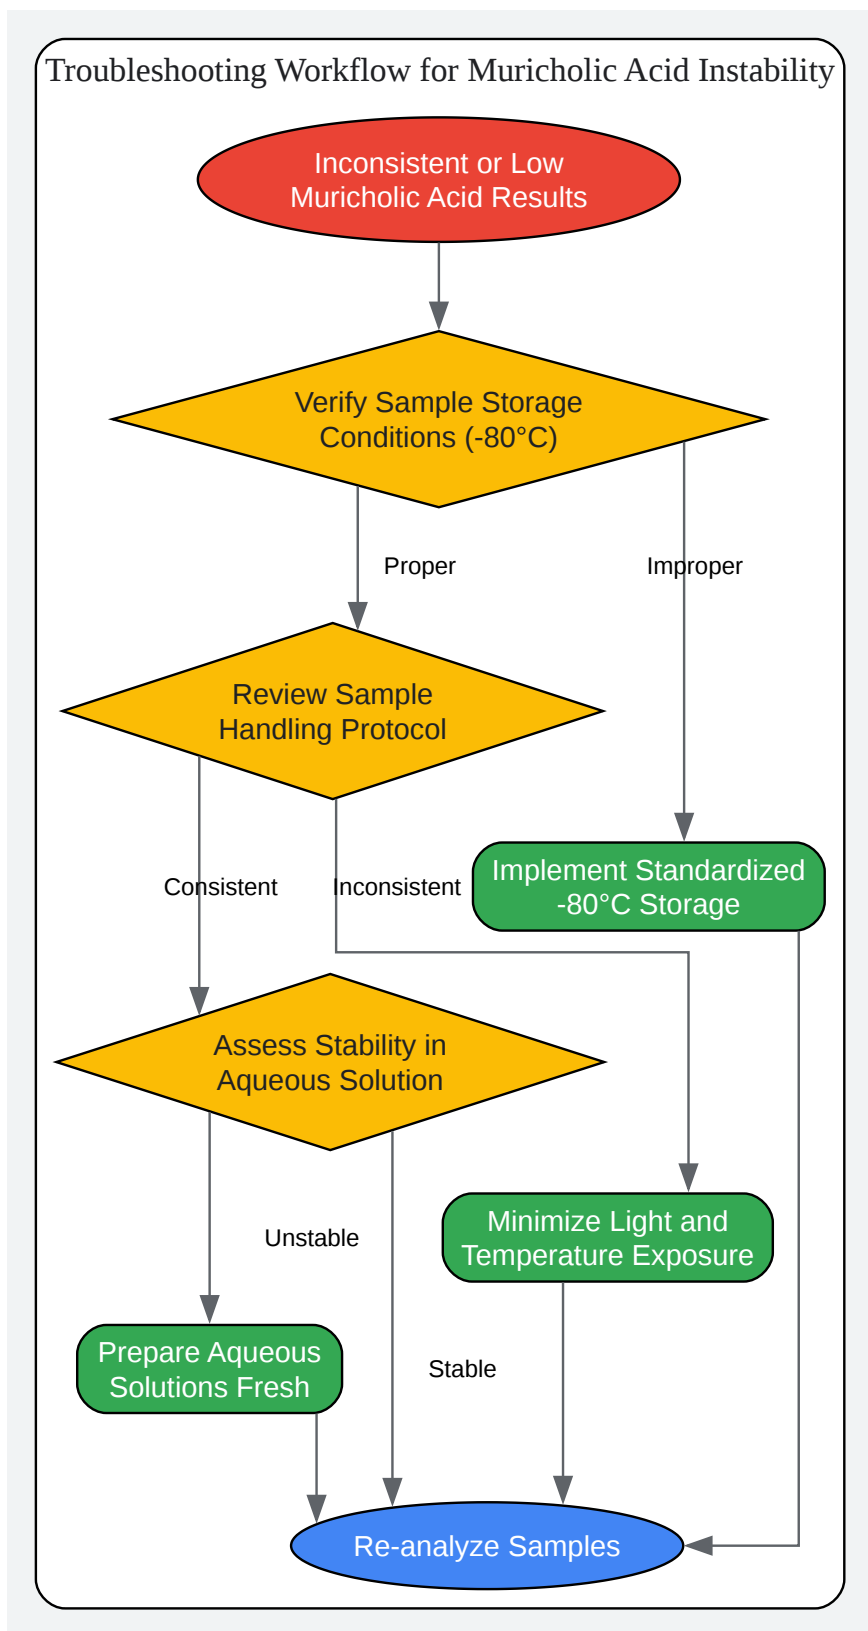 Troubleshooting Workflow for Muricholic Acid Instability
Inconsistent or Low
Muricholic Acid Results
Verify Sample Storage
Conditions (-80°C)
Proper
Improper
Review Sample
Handling Protocol
Consistent
Inconsistent
Implement Standardized
-80°C Storage
Assess Stability in
Aqueous Solution
Unstable
Minimize Light and
Temperature Exposure
Prepare Aqueous
Solutions Fresh
Stable
Re-analyze Samples